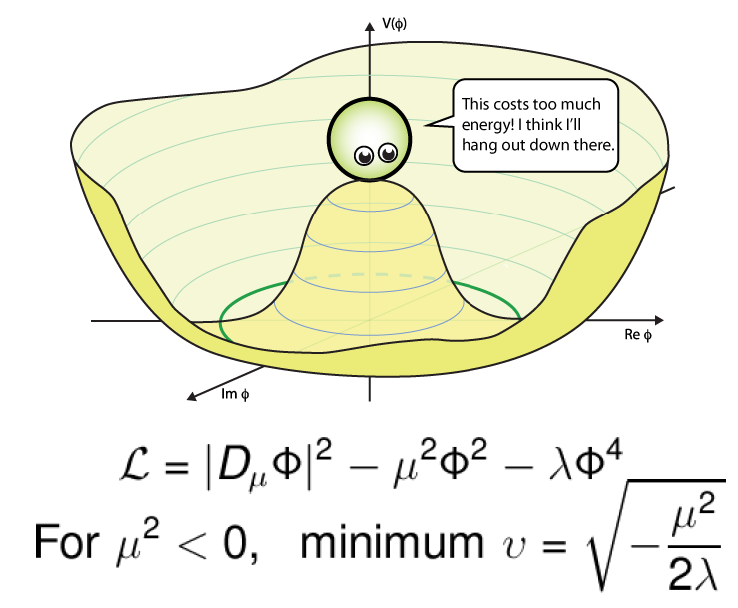 V(ϕ)
This costs too much
energy! I think I'll
hang out down there.
Re ϕ
Im ϕ
ℒ = |D_μΦ|² − μ²Φ² − λΦ⁴
For μ² < 0, minimum υ = √(−μ²/2λ)